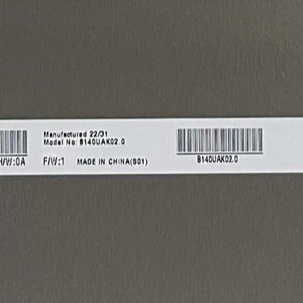 Manufactured 22/31
Model No: B140UAK02.0
H/W:0A F/W:1 MADE IN CHINA(S01)
B140UAK02.0